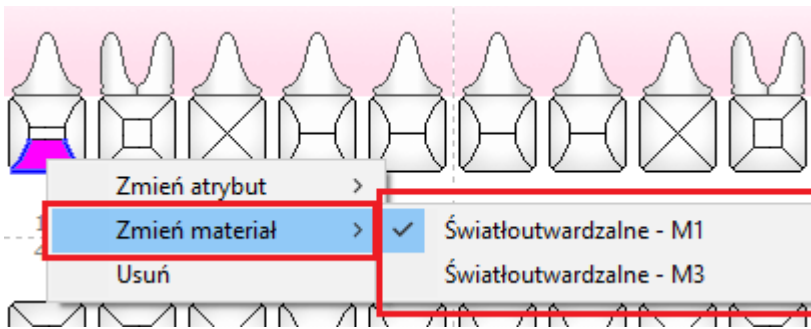 Zmień atrybut
Zmień materiał
Światłoutwardzalne - M1
Światłoutwardzalne - M3
Usuń